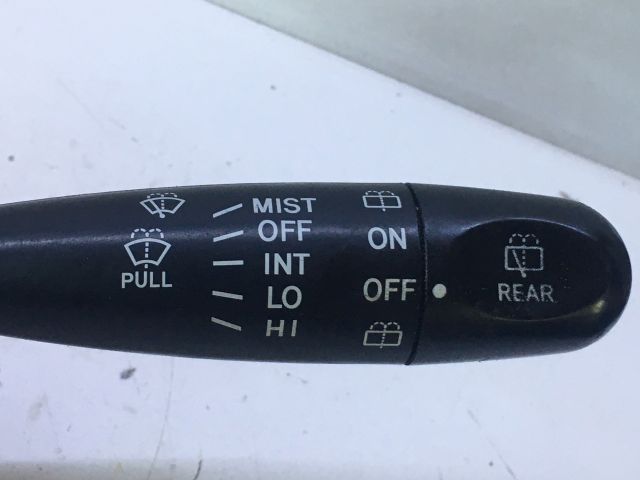 MIST
OFF
INT
LO
HI
PULL
ON
OFF
REAR